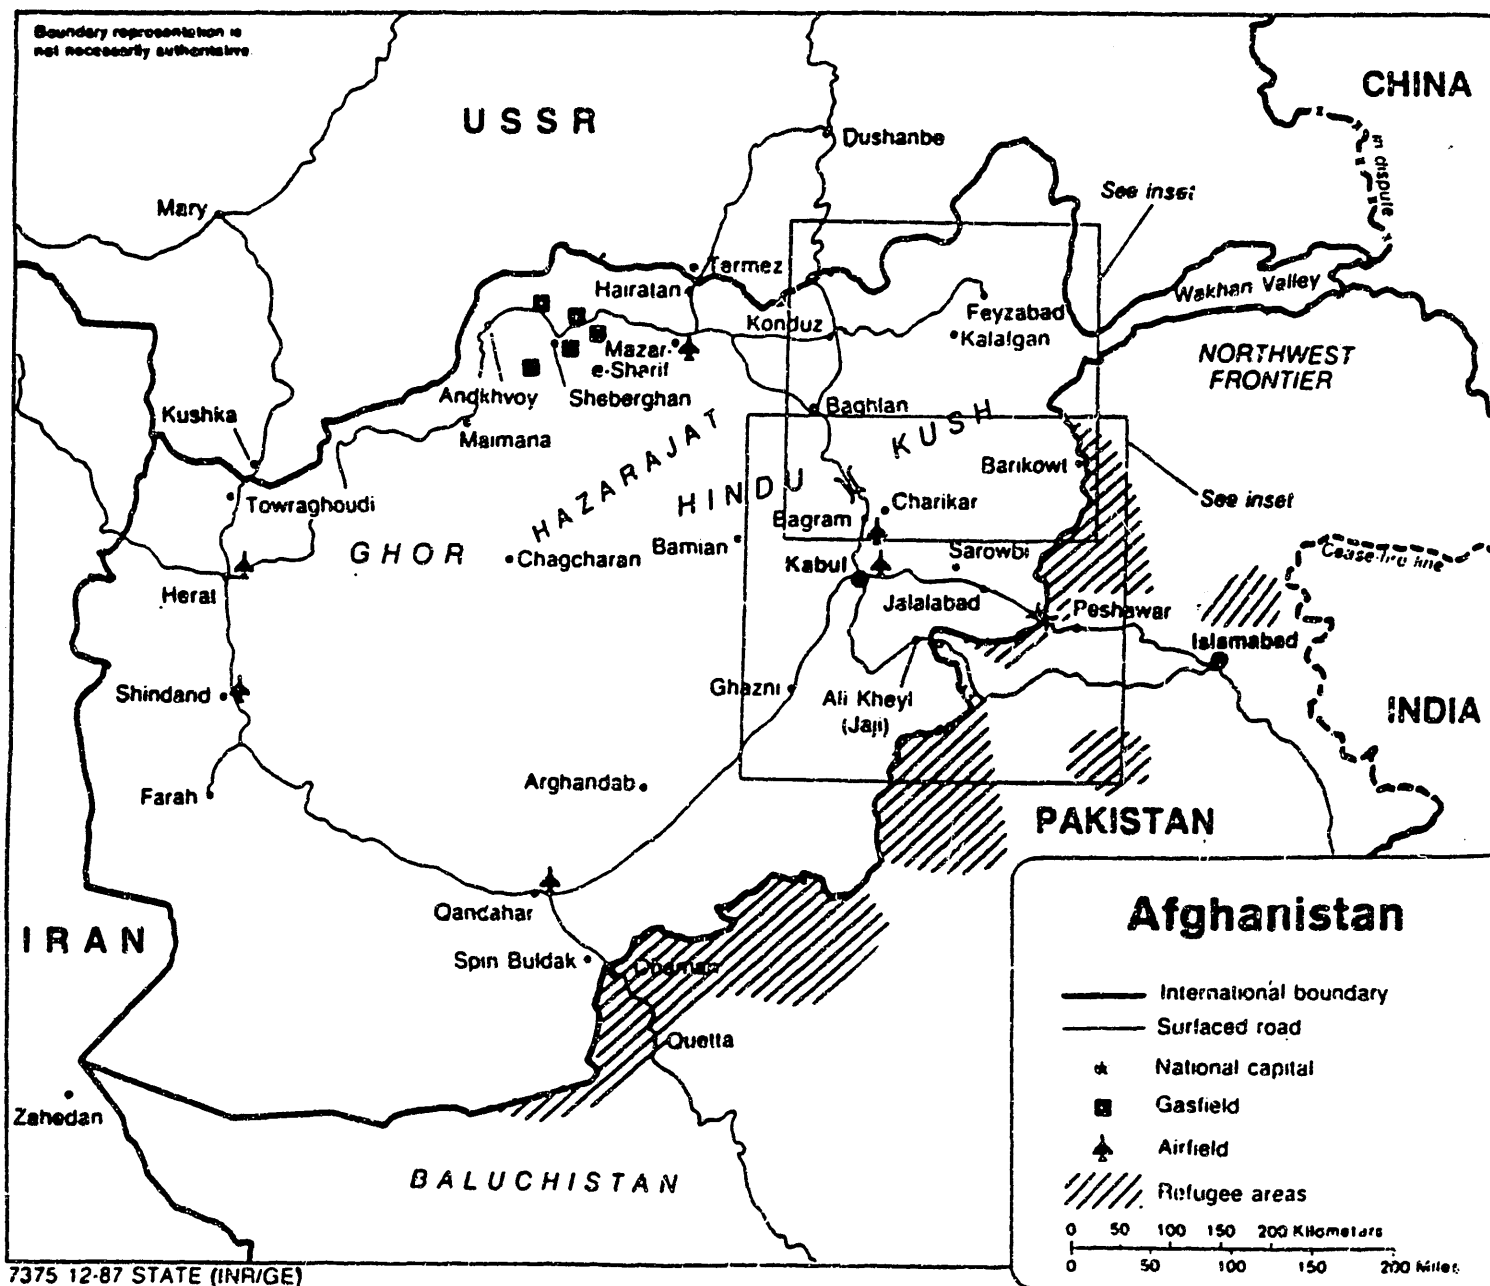 Boundary representation is
not necessarily authoritative.
USSR
CHINA
in dispute
Dushanbe
See inset
Mary
Termez
Hairatan
Wakhan Valley
Konduz
Feyzabad
Kalafgan
Mazar-
e-Sharif
NORTHWEST
FRONTIER
Andkhvoy
Sheberghan
Kushka
Baghlan
Maimana
KUSH
HAZARAJAT
Barikowt
HINDU
See inset
Towraghoudi
Charikar
Bagram
GHOR
Chagcharan
Bamian
Sarowbi
Cease-fire line
Kabul
Herat
Jalalabad
Peshawar
Islamabad
Shindand
Ghazni
Ali Kheyl
(Jaji)
INDIA
Farah
Arghandab
PAKISTAN
Qandahar
IRAN
Spin Buldak
Chaman
Quetta
Zahedan
BALUCHISTAN
Afghanistan
International boundary
Surfaced road
National capital
Gasfield
Airfield
Refugee areas
0 50 100 150 200 Kilometers
0 50 100 150 200 Miles
7375 12-87 STATE (INR/GE)